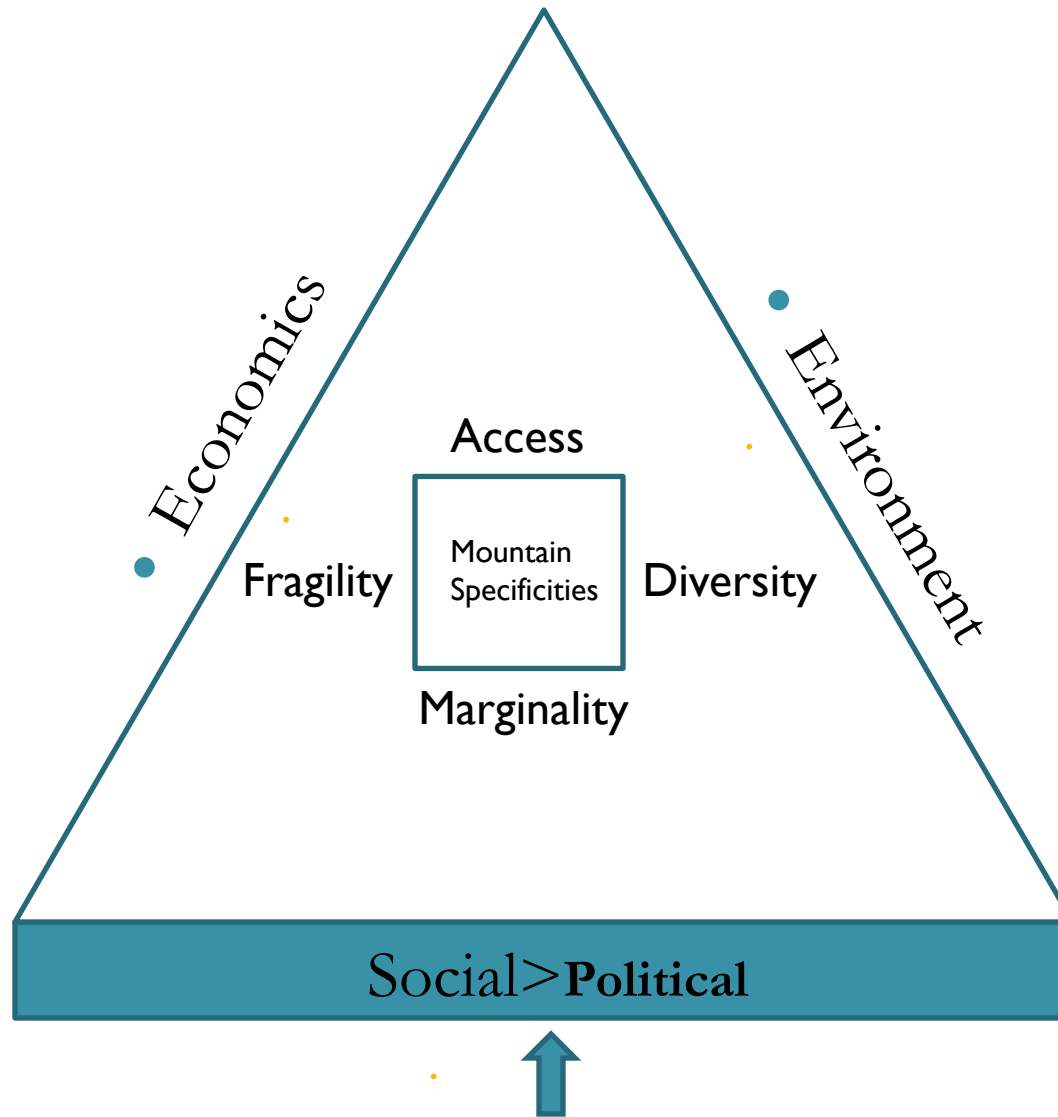 Economics
Environment
Access
Fragility
Mountain
Specificities
Diversity
Marginality
Social>Political